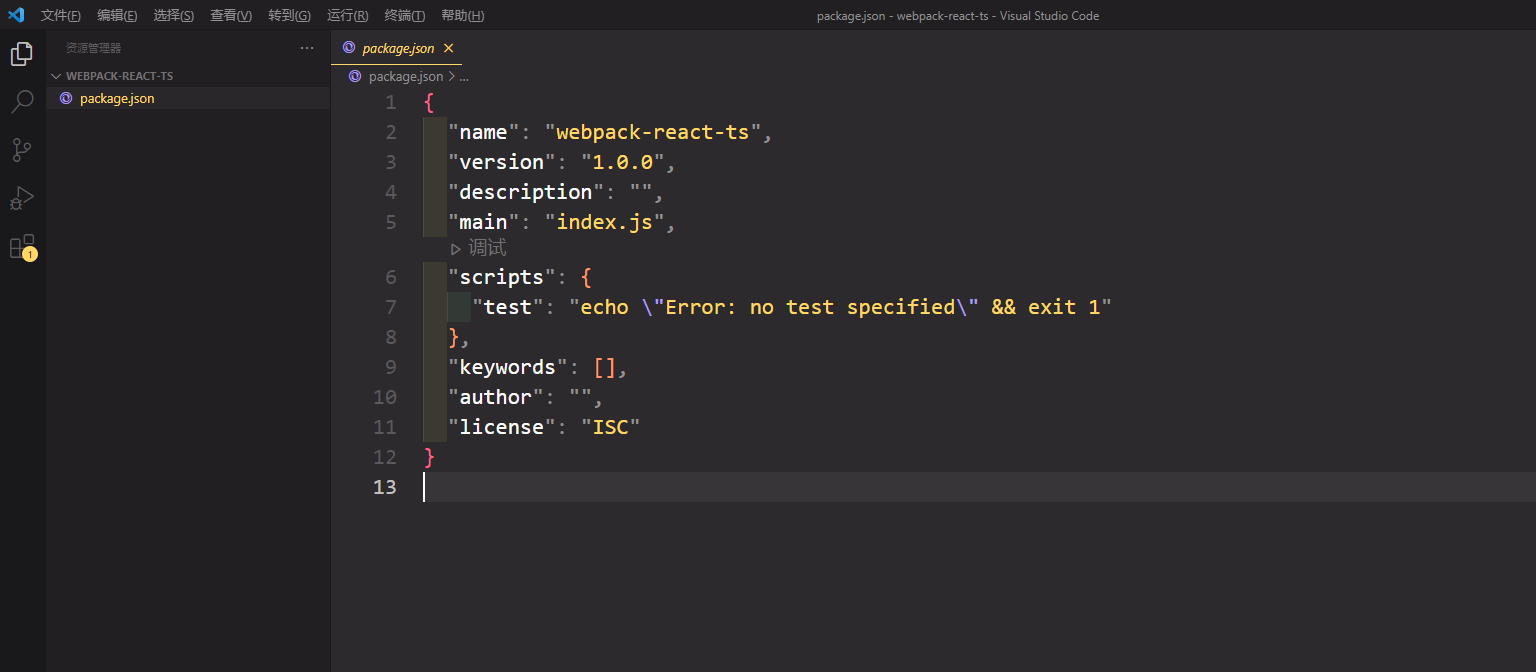 文件(F) 编辑(E) 选择(S) 查看(V) 转到(G) 运行(R) 终端(T) 帮助(H) package.json - webpack-react-ts - Visual Studio Code
资源管理器 ···
WEBPACK-REACT-TS
package.json
1
package.json
package.json > ...
1 {
2 "name": "webpack-react-ts",
3 "version": "1.0.0",
4 "description": "",
5 "main": "index.js",
调试
6 "scripts": {
7 "test": "echo \"Error: no test specified\" && exit 1"
8 },
9 "keywords": [],
10 "author": "",
11 "license": "ISC"
12 }
13